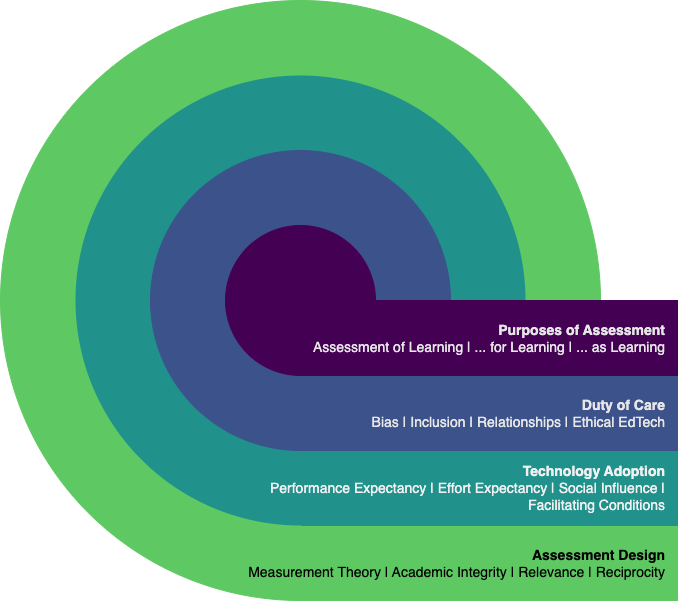 Purposes of Assessment
Assessment of Learning | ... for Learning | ... as Learning
Duty of Care
Bias | Inclusion | Relationships | Ethical EdTech
Technology Adoption
Performance Expectancy | Effort Expectancy | Social Influence |
Facilitating Conditions
Assessment Design
Measurement Theory | Academic Integrity | Relevance | Reciprocity